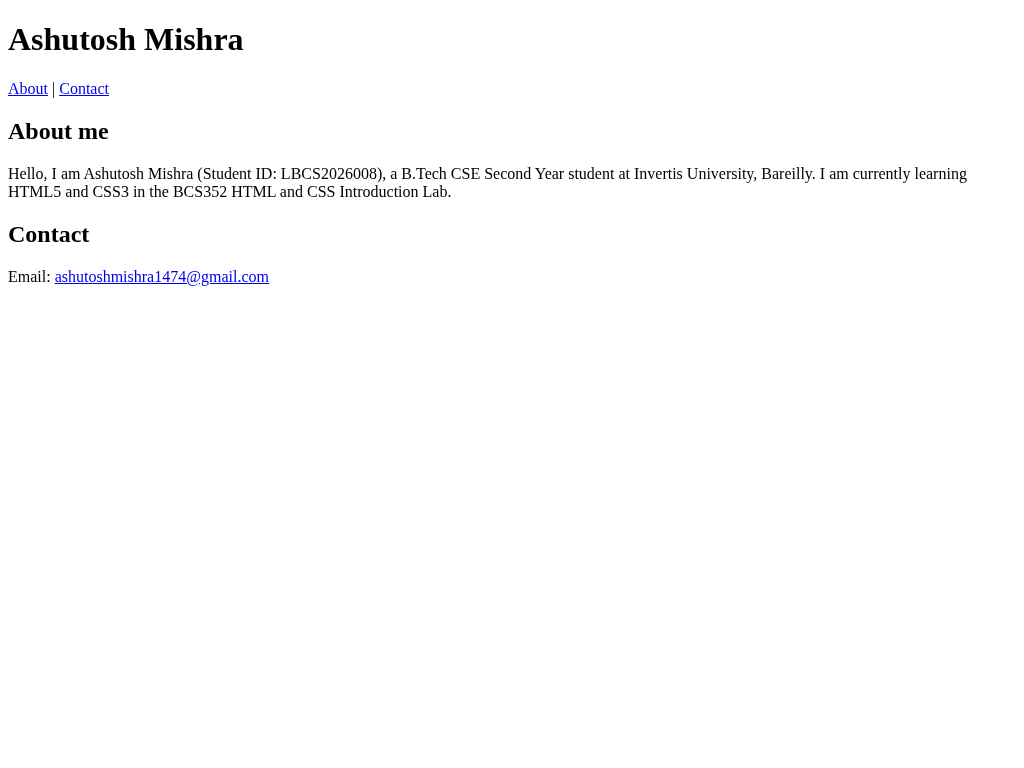 Ashutosh Mishra
About | Contact
About me
Hello, I am Ashutosh Mishra (Student ID: LBCS2026008), a B.Tech CSE Second Year student at Invertis University, Bareilly. I am currently learning
HTML5 and CSS3 in the BCS352 HTML and CSS Introduction Lab.
Contact
Email: ashutoshmishra1474@gmail.com